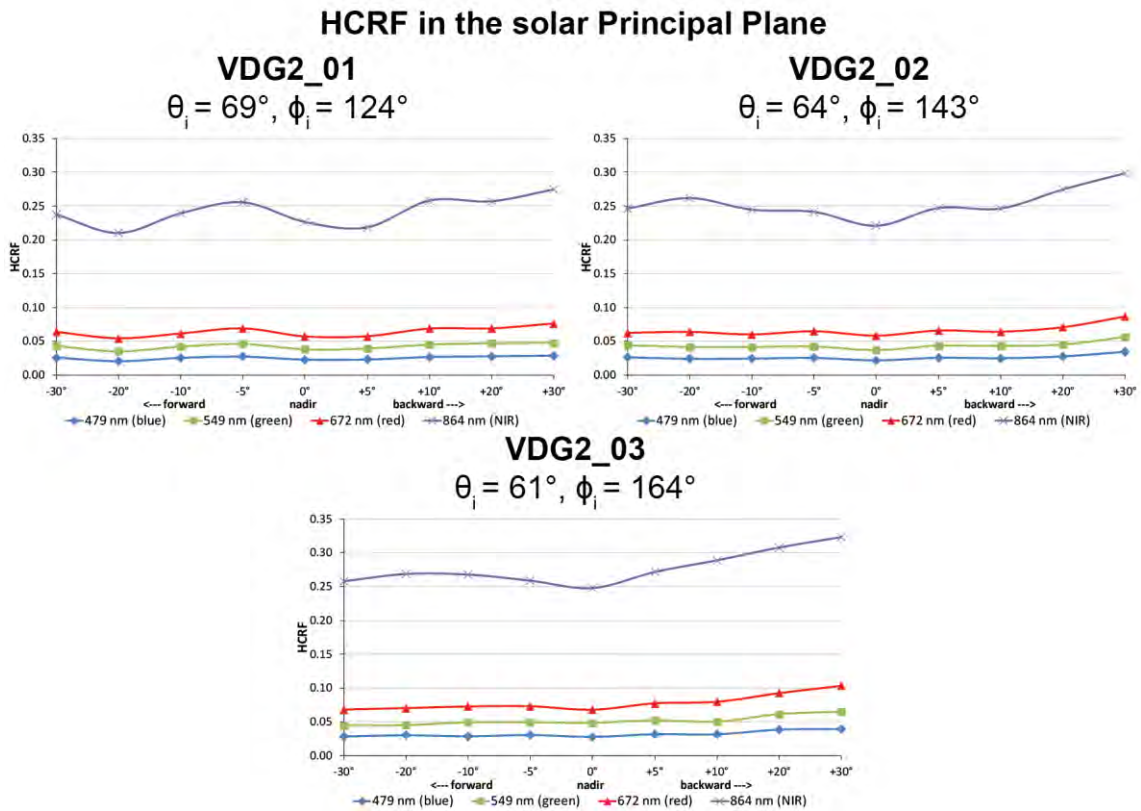 HCRF in the solar Principal Plane
VDG2_01
θi = 69°, ϕi = 124°
0.35
0.30
0.25
0.20
0.15
0.10
0.05
0.00
HCRF
-30° -20° -10° -5° 0° +5° +10° +20° +30°
<--- forward nadir backward --->
479 nm (blue) 549 nm (green) 672 nm (red) 864 nm (NIR)
VDG2_02
θi = 64°, ϕi = 143°
0.35
0.30
0.25
0.20
0.15
0.10
0.05
0.00
HCRF
-30° -20° -10° -5° 0° +5° +10° +20° +30°
<--- forward nadir backward --->
479 nm (blue) 549 nm (green) 672 nm (red) 864 nm (NIR)
VDG2_03
θi = 61°, ϕi = 164°
0.35
0.30
0.25
0.20
0.15
0.10
0.05
0.00
HCRF
-30° -20° -10° -5° 0° +5° +10° +20° +30°
<--- forward nadir backward --->
479 nm (blue) 549 nm (green) 672 nm (red) 864 nm (NIR)